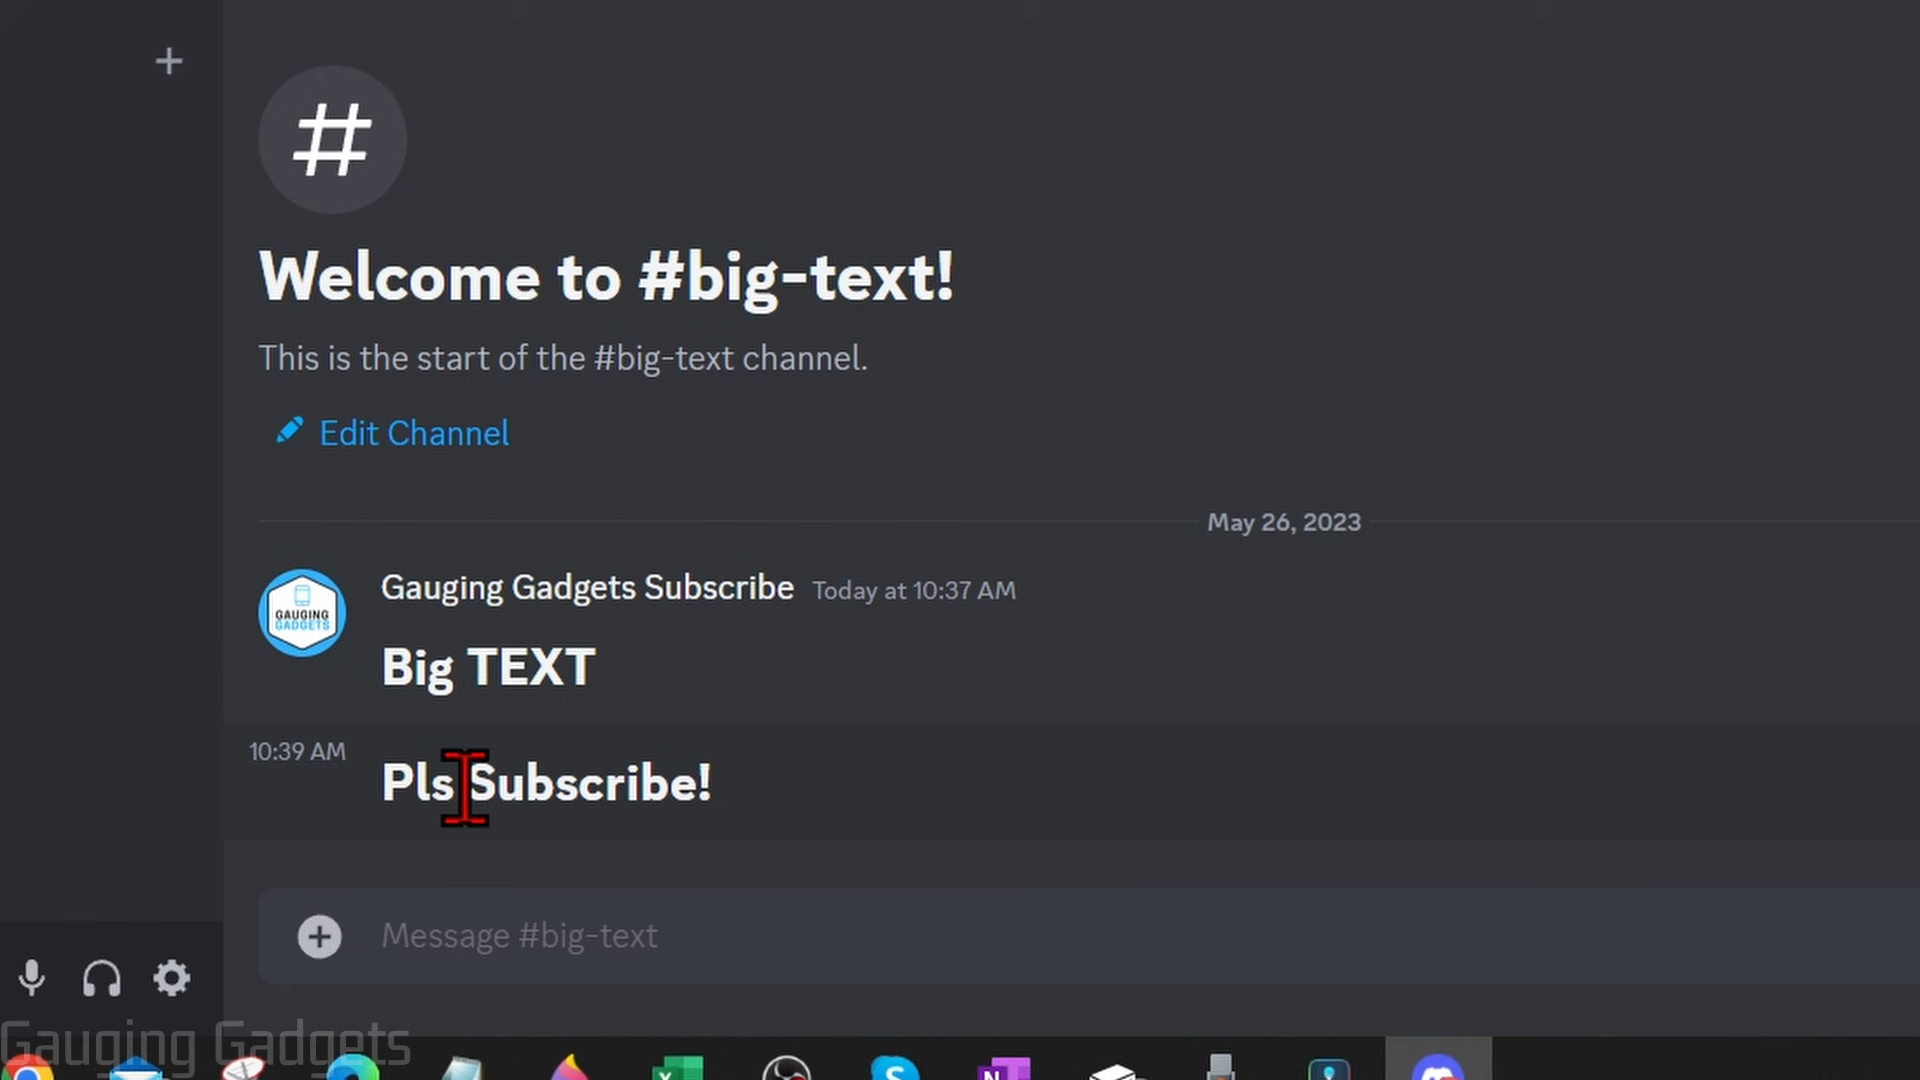 #
Welcome to #big-text!
This is the start of the #big-text channel.
Edit Channel
May 26, 2023
Gauging Gadgets Subscribe Today at 10:37 AM
GAUGING
GADGETS
Big TEXT
10:39 AM Pls Subscribe!
Message #big-text
Gauging Gadgets
X
S
N